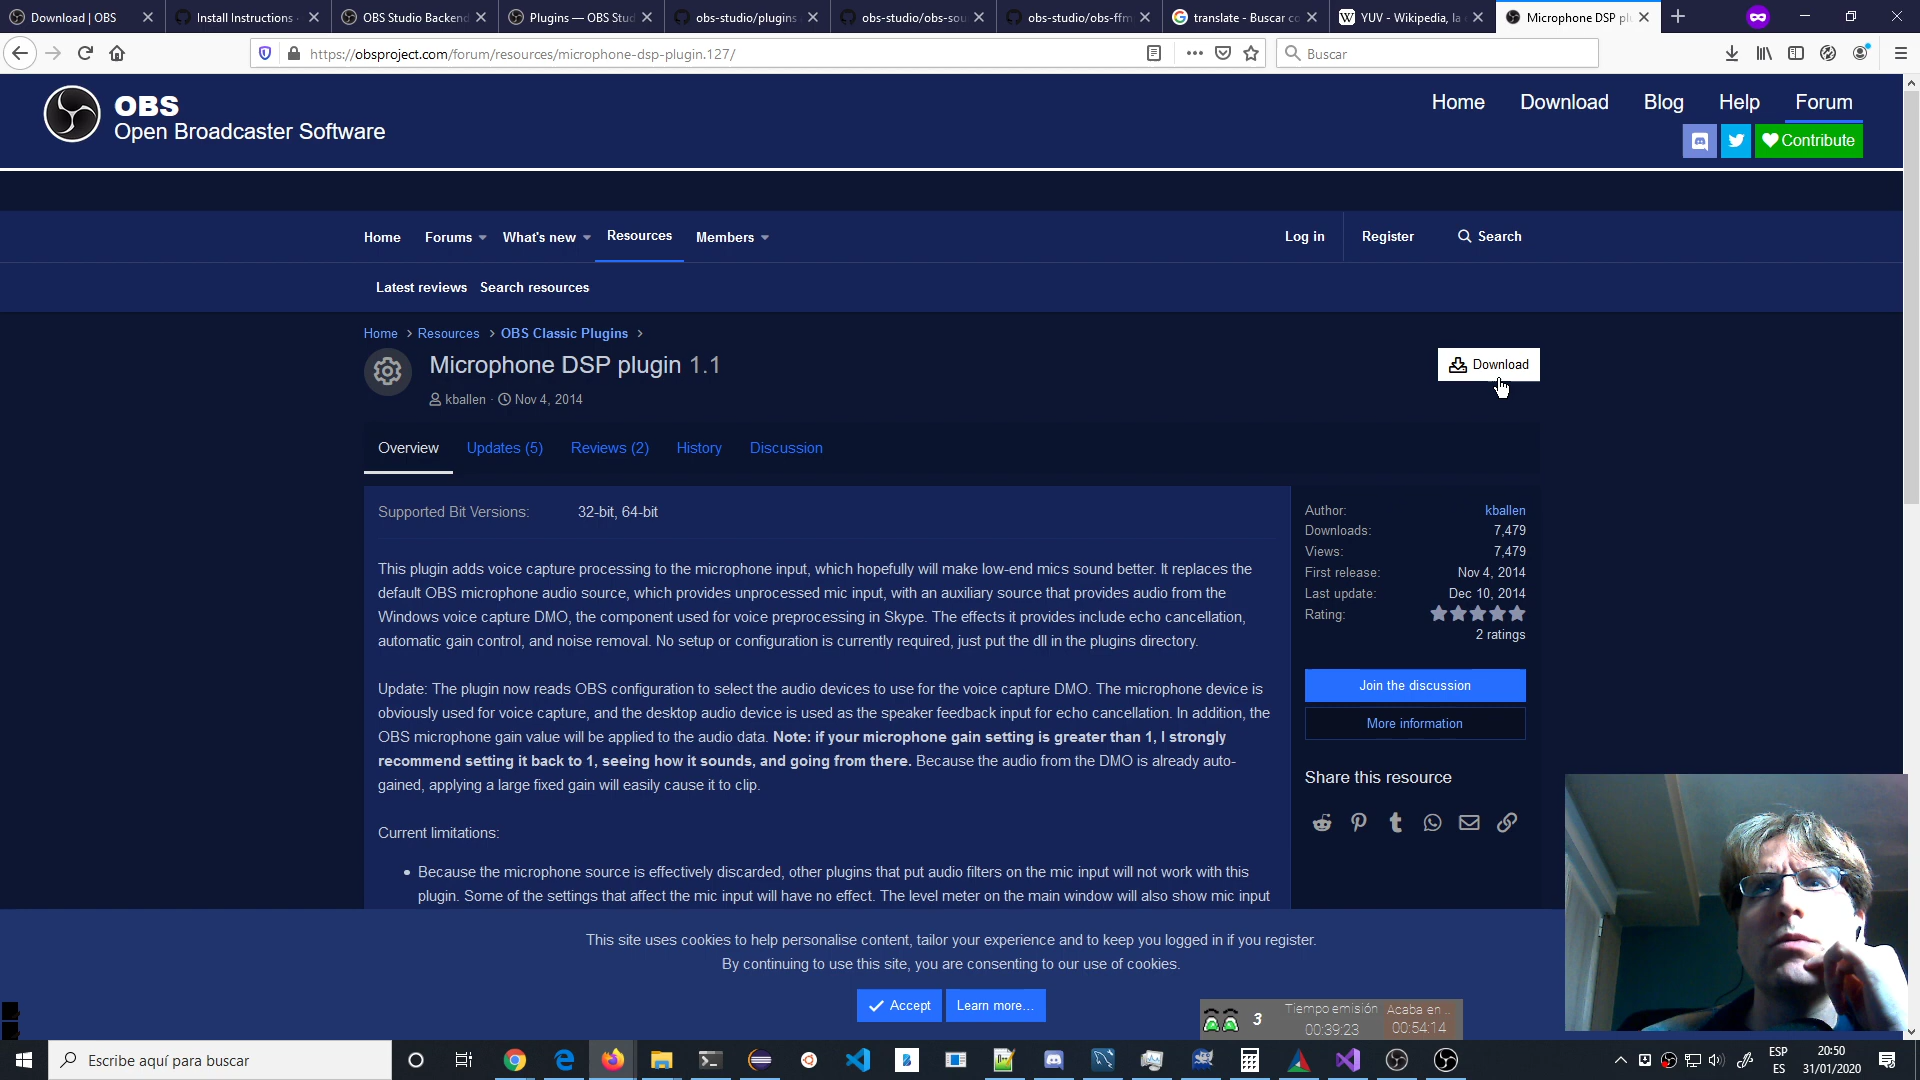 Download | OBS
Install Instructions
OBS Studio Backend
Plugins — OBS Stud
obs-studio/plugins
obs-studio/obs-sou
obs-studio/obs-ffm
translate - Buscar co
YUV - Wikipedia, la
Microphone DSP pl
https://obsproject.com/forum/resources/microphone-dsp-plugin.127/
Buscar
OBS
Open Broadcaster Software
Home
Download
Blog
Help
Forum
Contribute
Home
Forums
What's new
Resources
Members
Log in
Register
Search
Latest reviews
Search resources
Home > Resources > OBS Classic Plugins >
Microphone DSP plugin 1.1
kballen · Nov 4, 2014
Download
Overview
Updates (5)
Reviews (2)
History
Discussion
Supported Bit Versions: 32-bit, 64-bit
This plugin adds voice capture processing to the microphone input, which hopefully will make low-end mics sound better. It replaces the
default OBS microphone audio source, which provides unprocessed mic input, with an auxiliary source that provides audio from the
Windows voice capture DMO, the component used for voice preprocessing in Skype. The effects it provides include echo cancellation,
automatic gain control, and noise removal. No setup or configuration is currently required, just put the dll in the plugins directory.
Update: The plugin now reads OBS configuration to select the audio devices to use for the voice capture DMO. The microphone device is
obviously used for voice capture, and the desktop audio device is used as the speaker feedback input for echo cancellation. In addition, the
OBS microphone gain value will be applied to the audio data. Note: if your microphone gain setting is greater than 1, I strongly
recommend setting it back to 1, seeing how it sounds, and going from there. Because the audio from the DMO is already auto-
gained, applying a large fixed gain will easily cause it to clip.
Current limitations:
• Because the microphone source is effectively discarded, other plugins that put audio filters on the mic input will not work with this
plugin. Some of the settings that affect the mic input will have no effect. The level meter on the main window will also show mic input
Author: kballen
Downloads: 7,479
Views: 7,479
First release: Nov 4, 2014
Last update: Dec 10, 2014
Rating:
2 ratings
Join the discussion
More information
Share this resource
This site uses cookies to help personalise content, tailor your experience and to keep you logged in if you register.
By continuing to use this site, you are consenting to our use of cookies.
Accept
Learn more…
3
Tiempo emisión
00:39:23
Acaba en ..
00:54:14
Escribe aquí para buscar
ESP
ES
20:50
31/01/2020